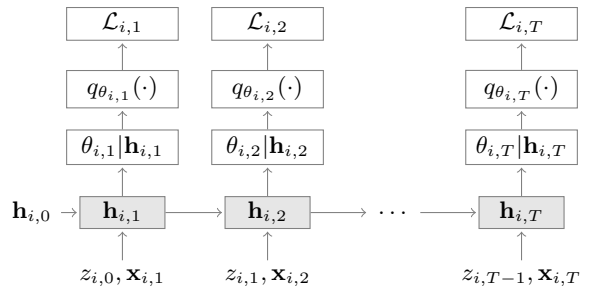 ℒ_{i,1} ℒ_{i,2} ℒ_{i,T}
q_{θ_{i,1}}(·) q_{θ_{i,2}}(·) q_{θ_{i,T}}(·)
θ_{i,1}|𝐡_{i,1} θ_{i,2}|𝐡_{i,2} θ_{i,T}|𝐡_{i,T}
𝐡_{i,0} 𝐡_{i,1} 𝐡_{i,2} ··· 𝐡_{i,T}
z_{i,0}, 𝐱_{i,1} z_{i,1}, 𝐱_{i,2} z_{i,T−1}, 𝐱_{i,T}